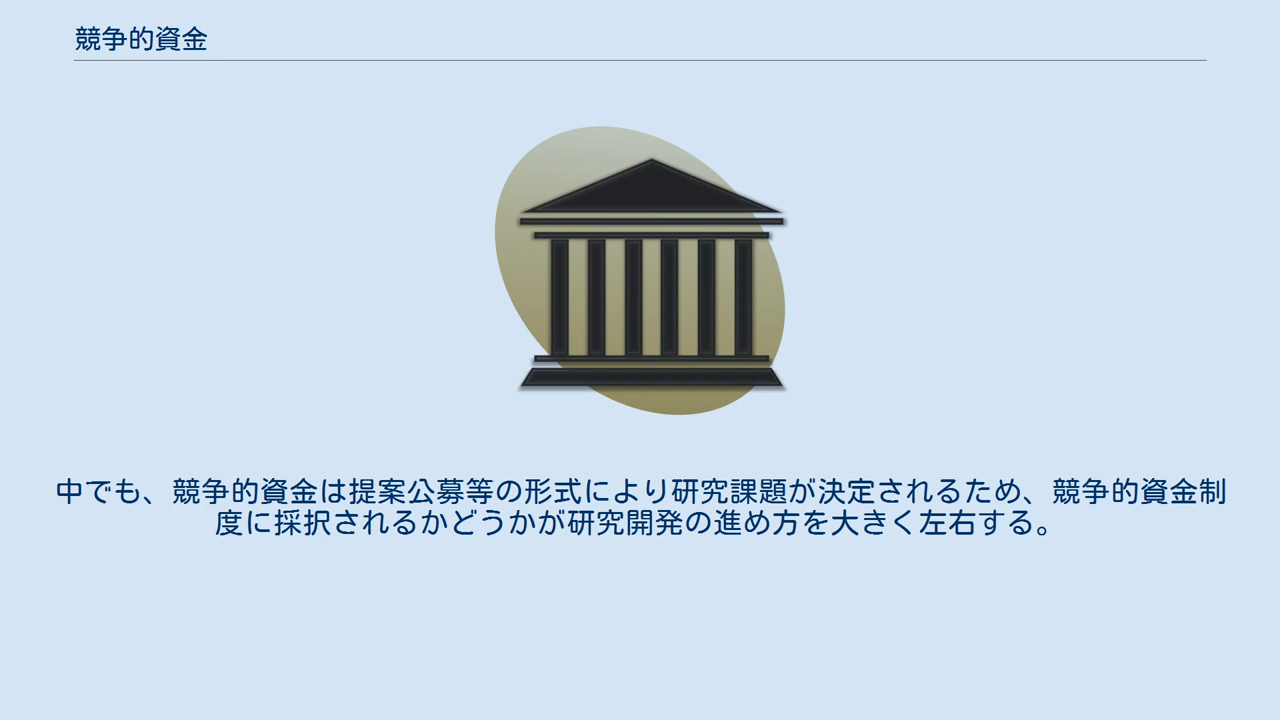 競争的資金
中でも、競争的資金は提案公募等の形式により研究課題が決定されるため、競争的資金制
度に採択されるかどうかが研究開発の進め方を大きく左右する。